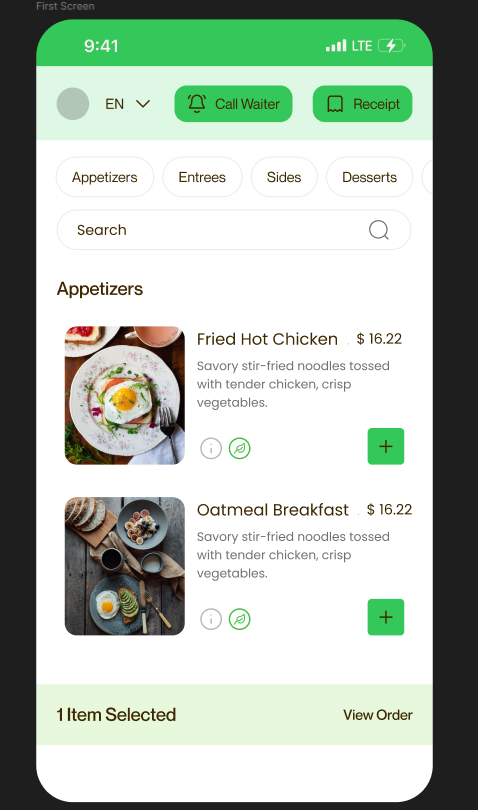 First Screen
9:41
LTE
EN
Call Waiter
Receipt
Appetizers
Entrees
Sides
Desserts
Search
Appetizers
Fried Hot Chicken
$ 16.22
Savory stir-fried noodles tossed
with tender chicken, crisp
vegetables.
Oatmeal Breakfast
$ 16.22
Savory stir-fried noodles tossed
with tender chicken, crisp
vegetables.
1 Item Selected
View Order